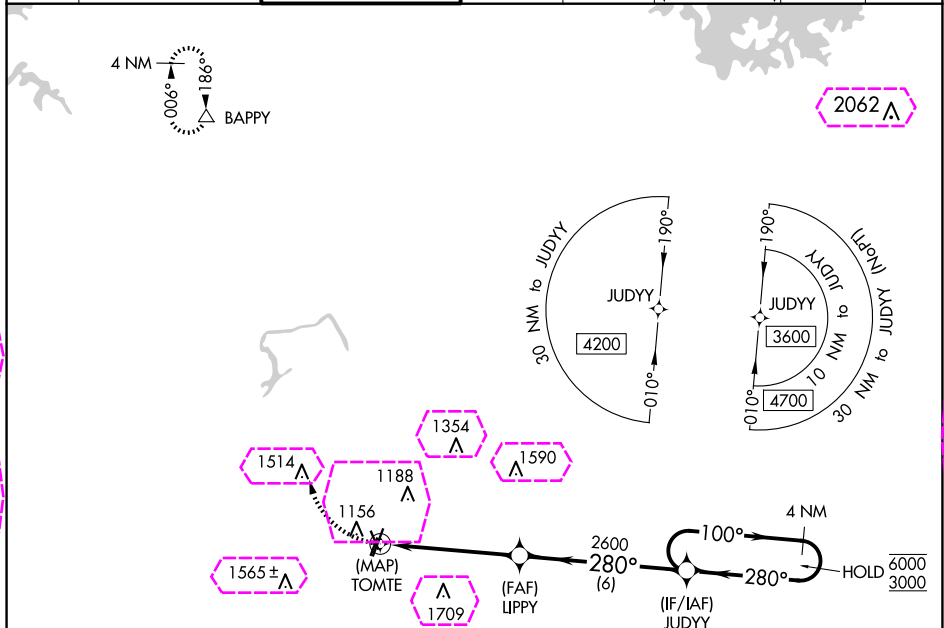 4 NM
006°
186°
BAPPY
2062
30 NM to JUDYY
190°
JUDYY
4200
010°
30 NM to JUDYY (NoPT)
190°
10 NM to JUDYY
JUDYY
3600
4700
010°
1354
1514
1590
1188
1156
4 NM
100°
2600
280°
(6)
280°
HOLD
6000
3000
1565 ±
(MAP)
TOMTE
1709
(FAF)
LIPPY
(IF/IAF)
JUDYY